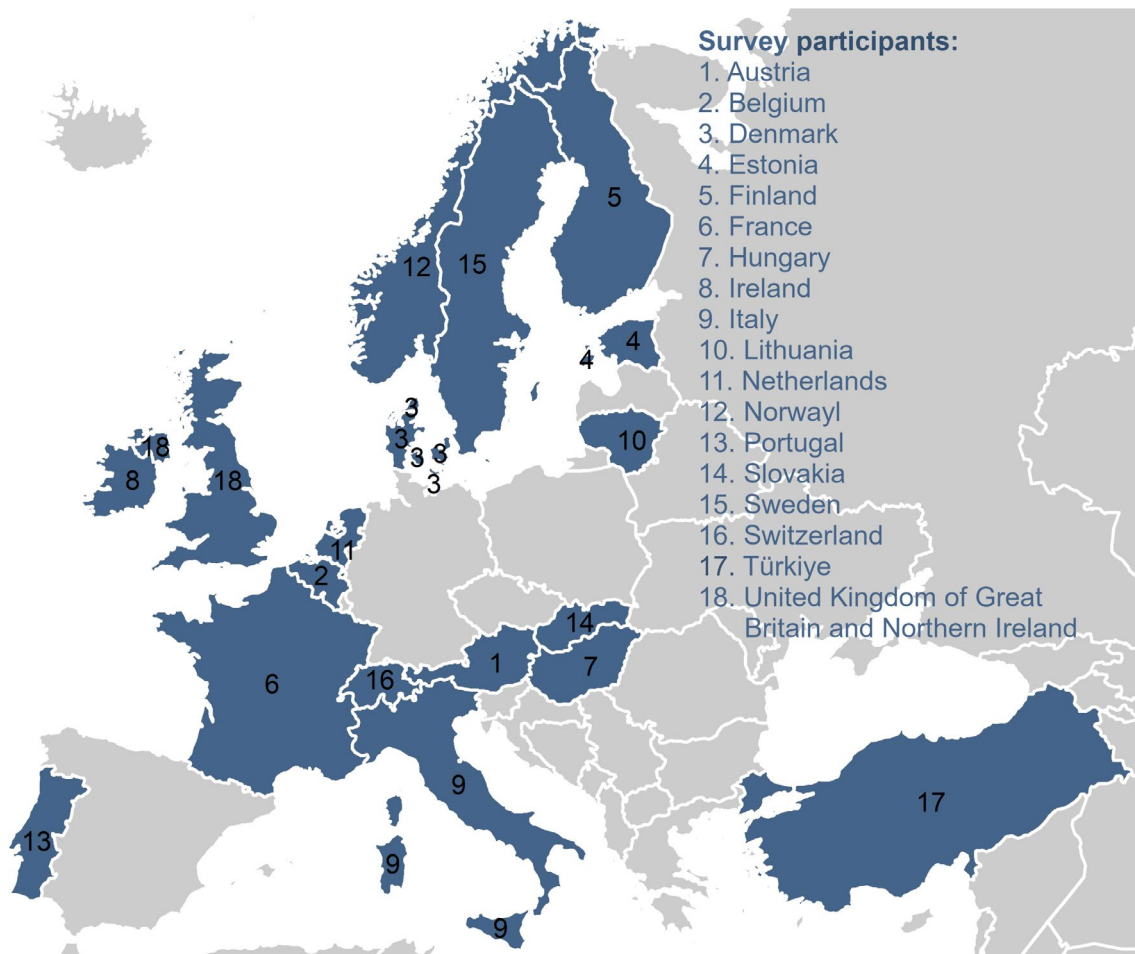 Survey participants:
1. Austria
2. Belgium
3. Denmark
4. Estonia
5. Finland
6. France
7. Hungary
8. Ireland
9. Italy
10. Lithuania
11. Netherlands
12. Norwayl
13. Portugal
14. Slovakia
15. Sweden
16. Switzerland
17. Türkiye
18. United Kingdom of Great
Britain and Northern Ireland
5
12
15
4
4
3
3
3
3
3
10
18
8
18
11
2
14
1
7
16
6
9
17
13
9
9